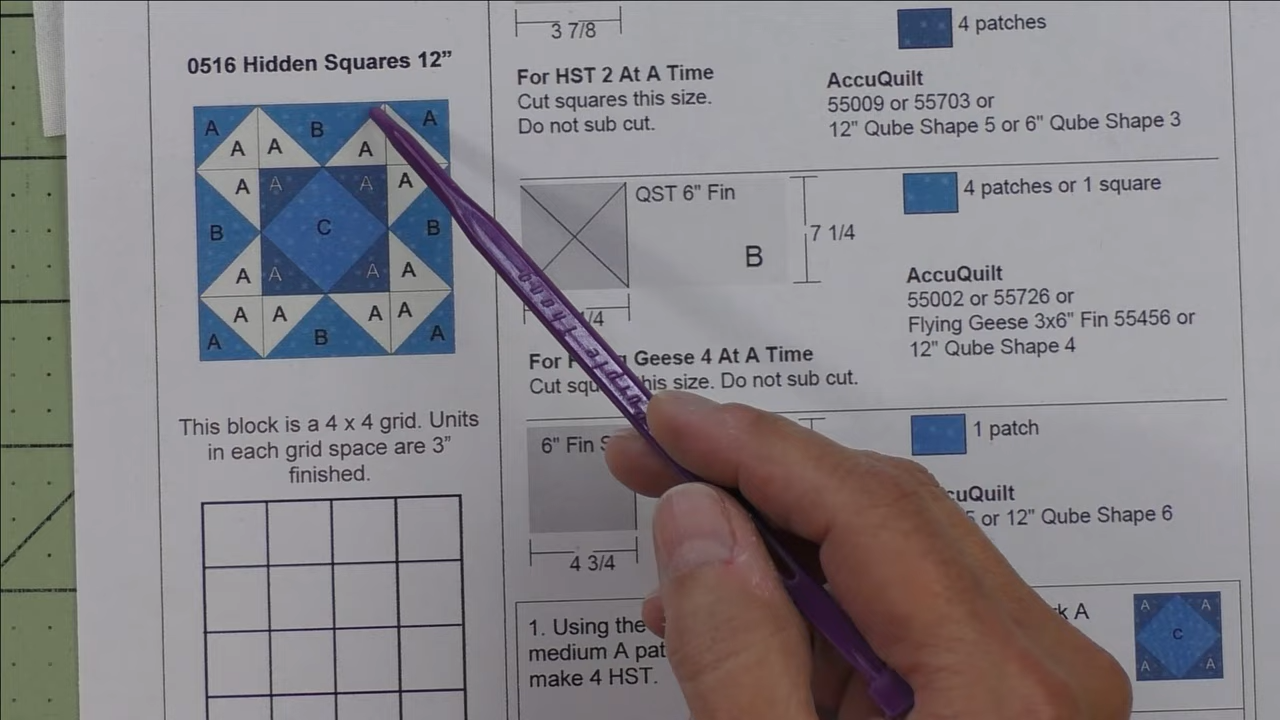 0516 Hidden Squares 12”
A B A
A A A
A A A A
B C B
A A A A
A A A A
A B A
This block is a 4 x 4 grid. Units
in each grid space are 3”
finished.
3 7/8
For HST 2 At A Time
Cut squares this size.
Do not sub cut.
4 patches
AccuQuilt
55009 or 55703 or
12" Qube Shape 5 or 6" Qube Shape 3
QST 6" Fin
B
7 1/4
/4
4 patches or 1 square
AccuQuilt
55002 or 55726 or
Flying Geese 3x6" Fin 55456 or
12" Qube Shape 4
For Geese 4 At A Time
Cut this size. Do not sub cut.
6" Fin
4 3/4
1 patch
or 12" Qube Shape 6
1. Using the
medium A
make 4 HST.
A
A A
C
A A
purple thang